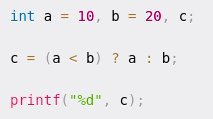 int a = 10, b = 20, c;
c = (a < b) ? a : b;
printf("%d", c);